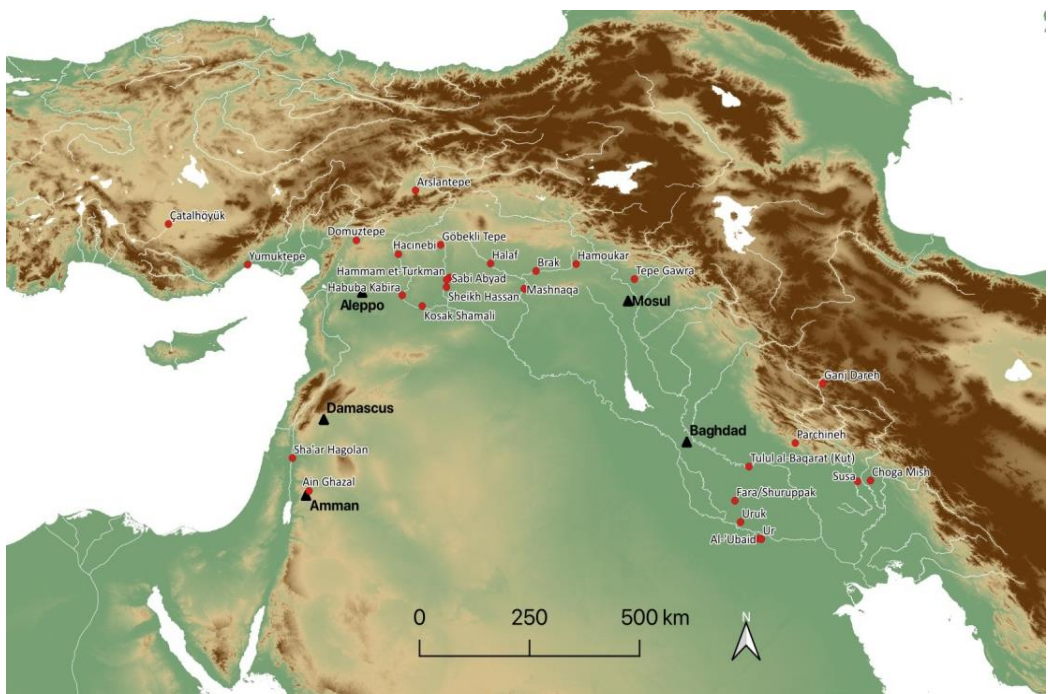 Arslantepe
Çatalhöyük
Domuztepe
Göbekli Tepe
Hacınebi
Yumuktepe
Halaf
Hamoukar
Brak
Hammam et-Turkman
Sabi Abyad
Tepe Gawra
Habuba Kabira
Sheikh Hassan
Mashnaqa
Aleppo
Mosul
Kosak Shamali
Ganj Dareh
Damascus
Baghdad
Parchineh
Sha'ar Hagolan
Tulul al-Baqarat (Kut)
Susa
Choga Mish
Ain Ghazal
Amman
Fara/Shuruppak
Uruk
Ur
Al-'Ubaid
0 250 500 km
N